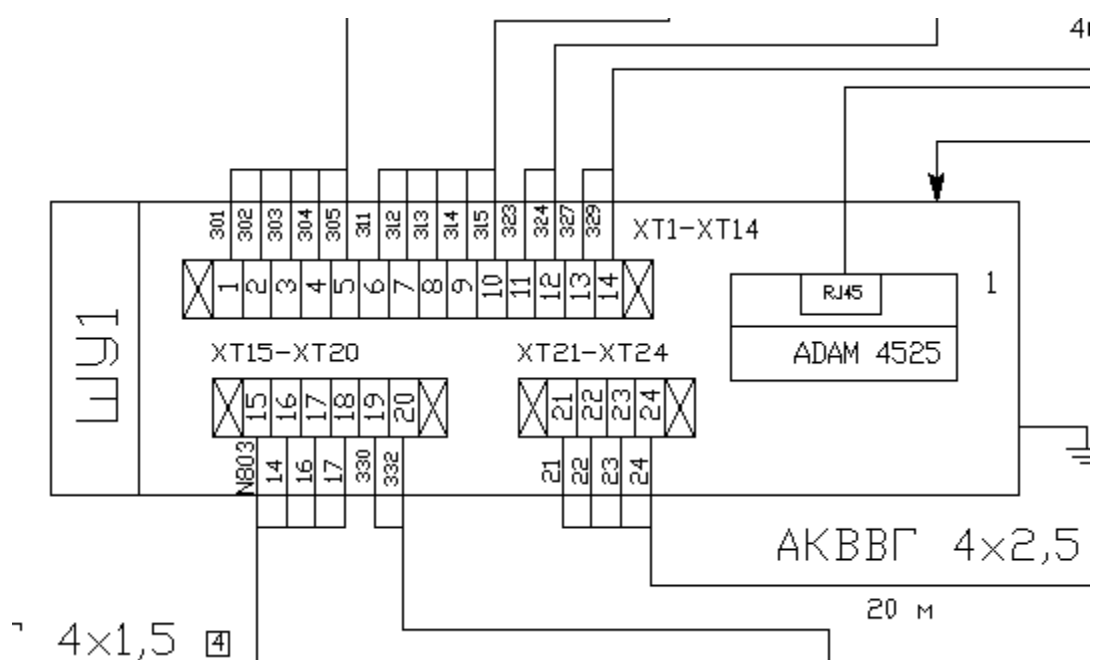 4
301 302 303 304 305 311 312 313 314 315 323 324 327 329
XT1-XT14
1 2 3 4 5 6 7 8 9 10 11 12 13 14
RJ45
1
ADAM 4525
ШУ1
XT15-XT20
XT21-XT24
15 16 17 18 19 20
21 22 23 24
N803 14 16 17 330 332
21 22 23 24
АКВВГ 4x2,5
20 м
4x1,5 4